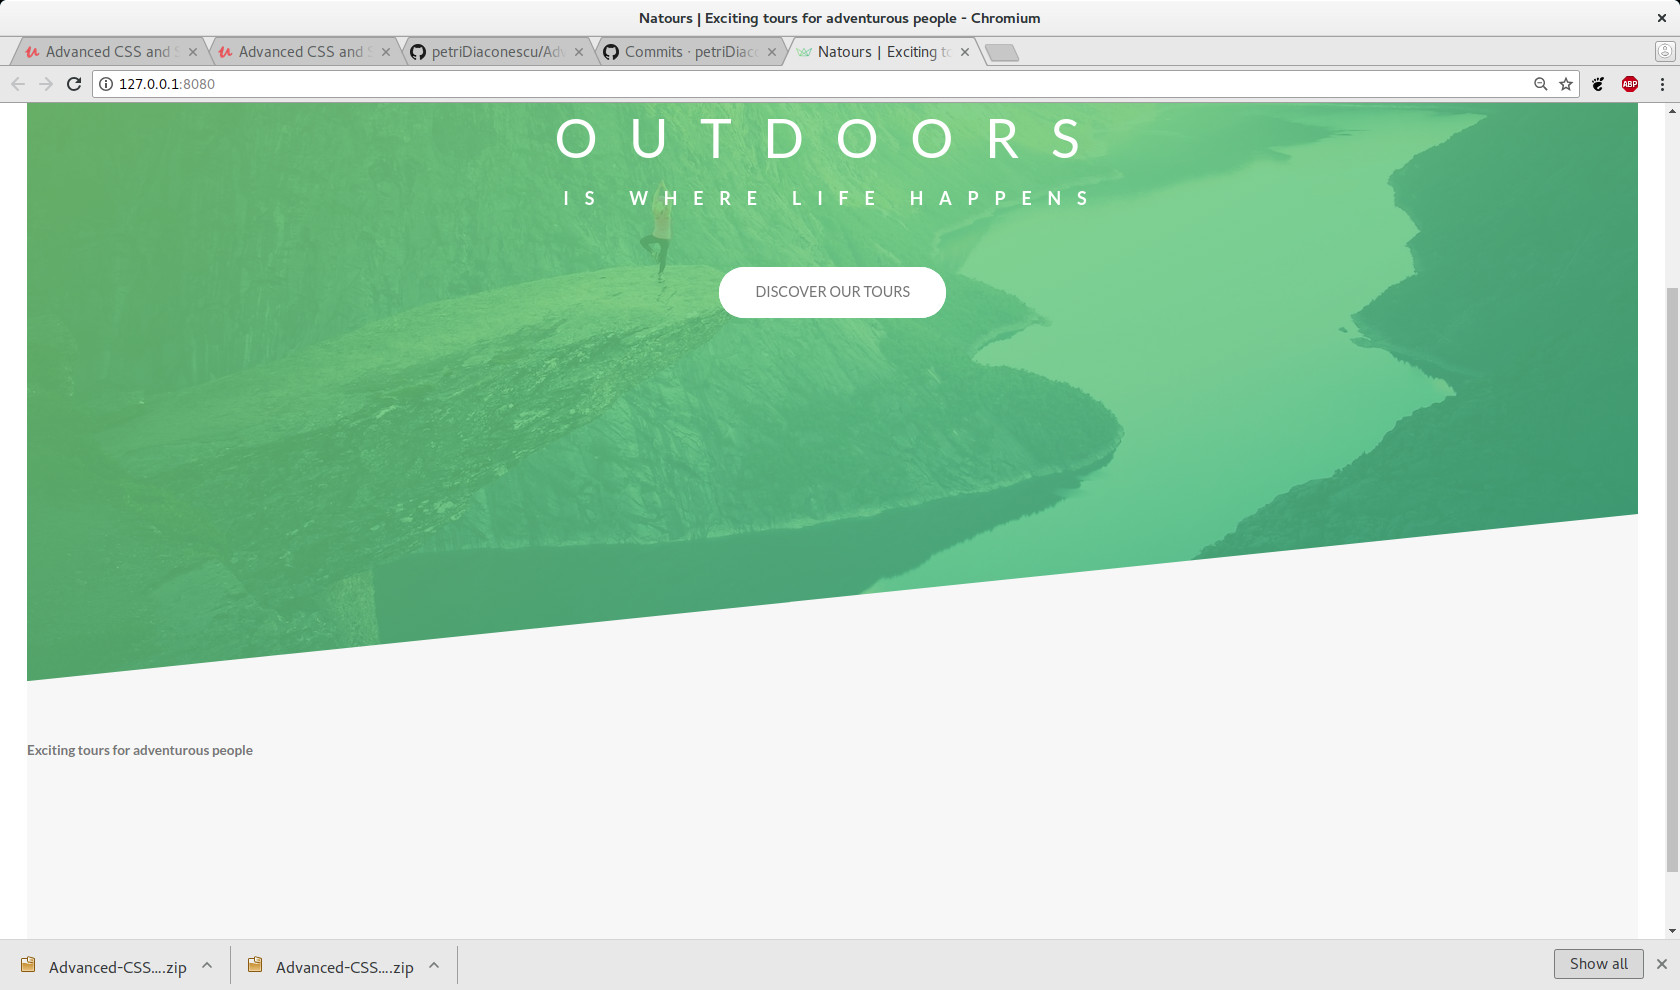 Natours | Exciting tours for adventurous people - Chromium
Advanced CSS and S
Advanced CSS and S
petriDiaconescu/Adv
Commits · petriDiaco
Natours | Exciting to
127.0.0.1:8080
ABP
OUTDOORS
IS WHERE LIFE HAPPENS
DISCOVER OUR TOURS
Exciting tours for adventurous people
Advanced-CSS....zip
Advanced-CSS....zip
Show all